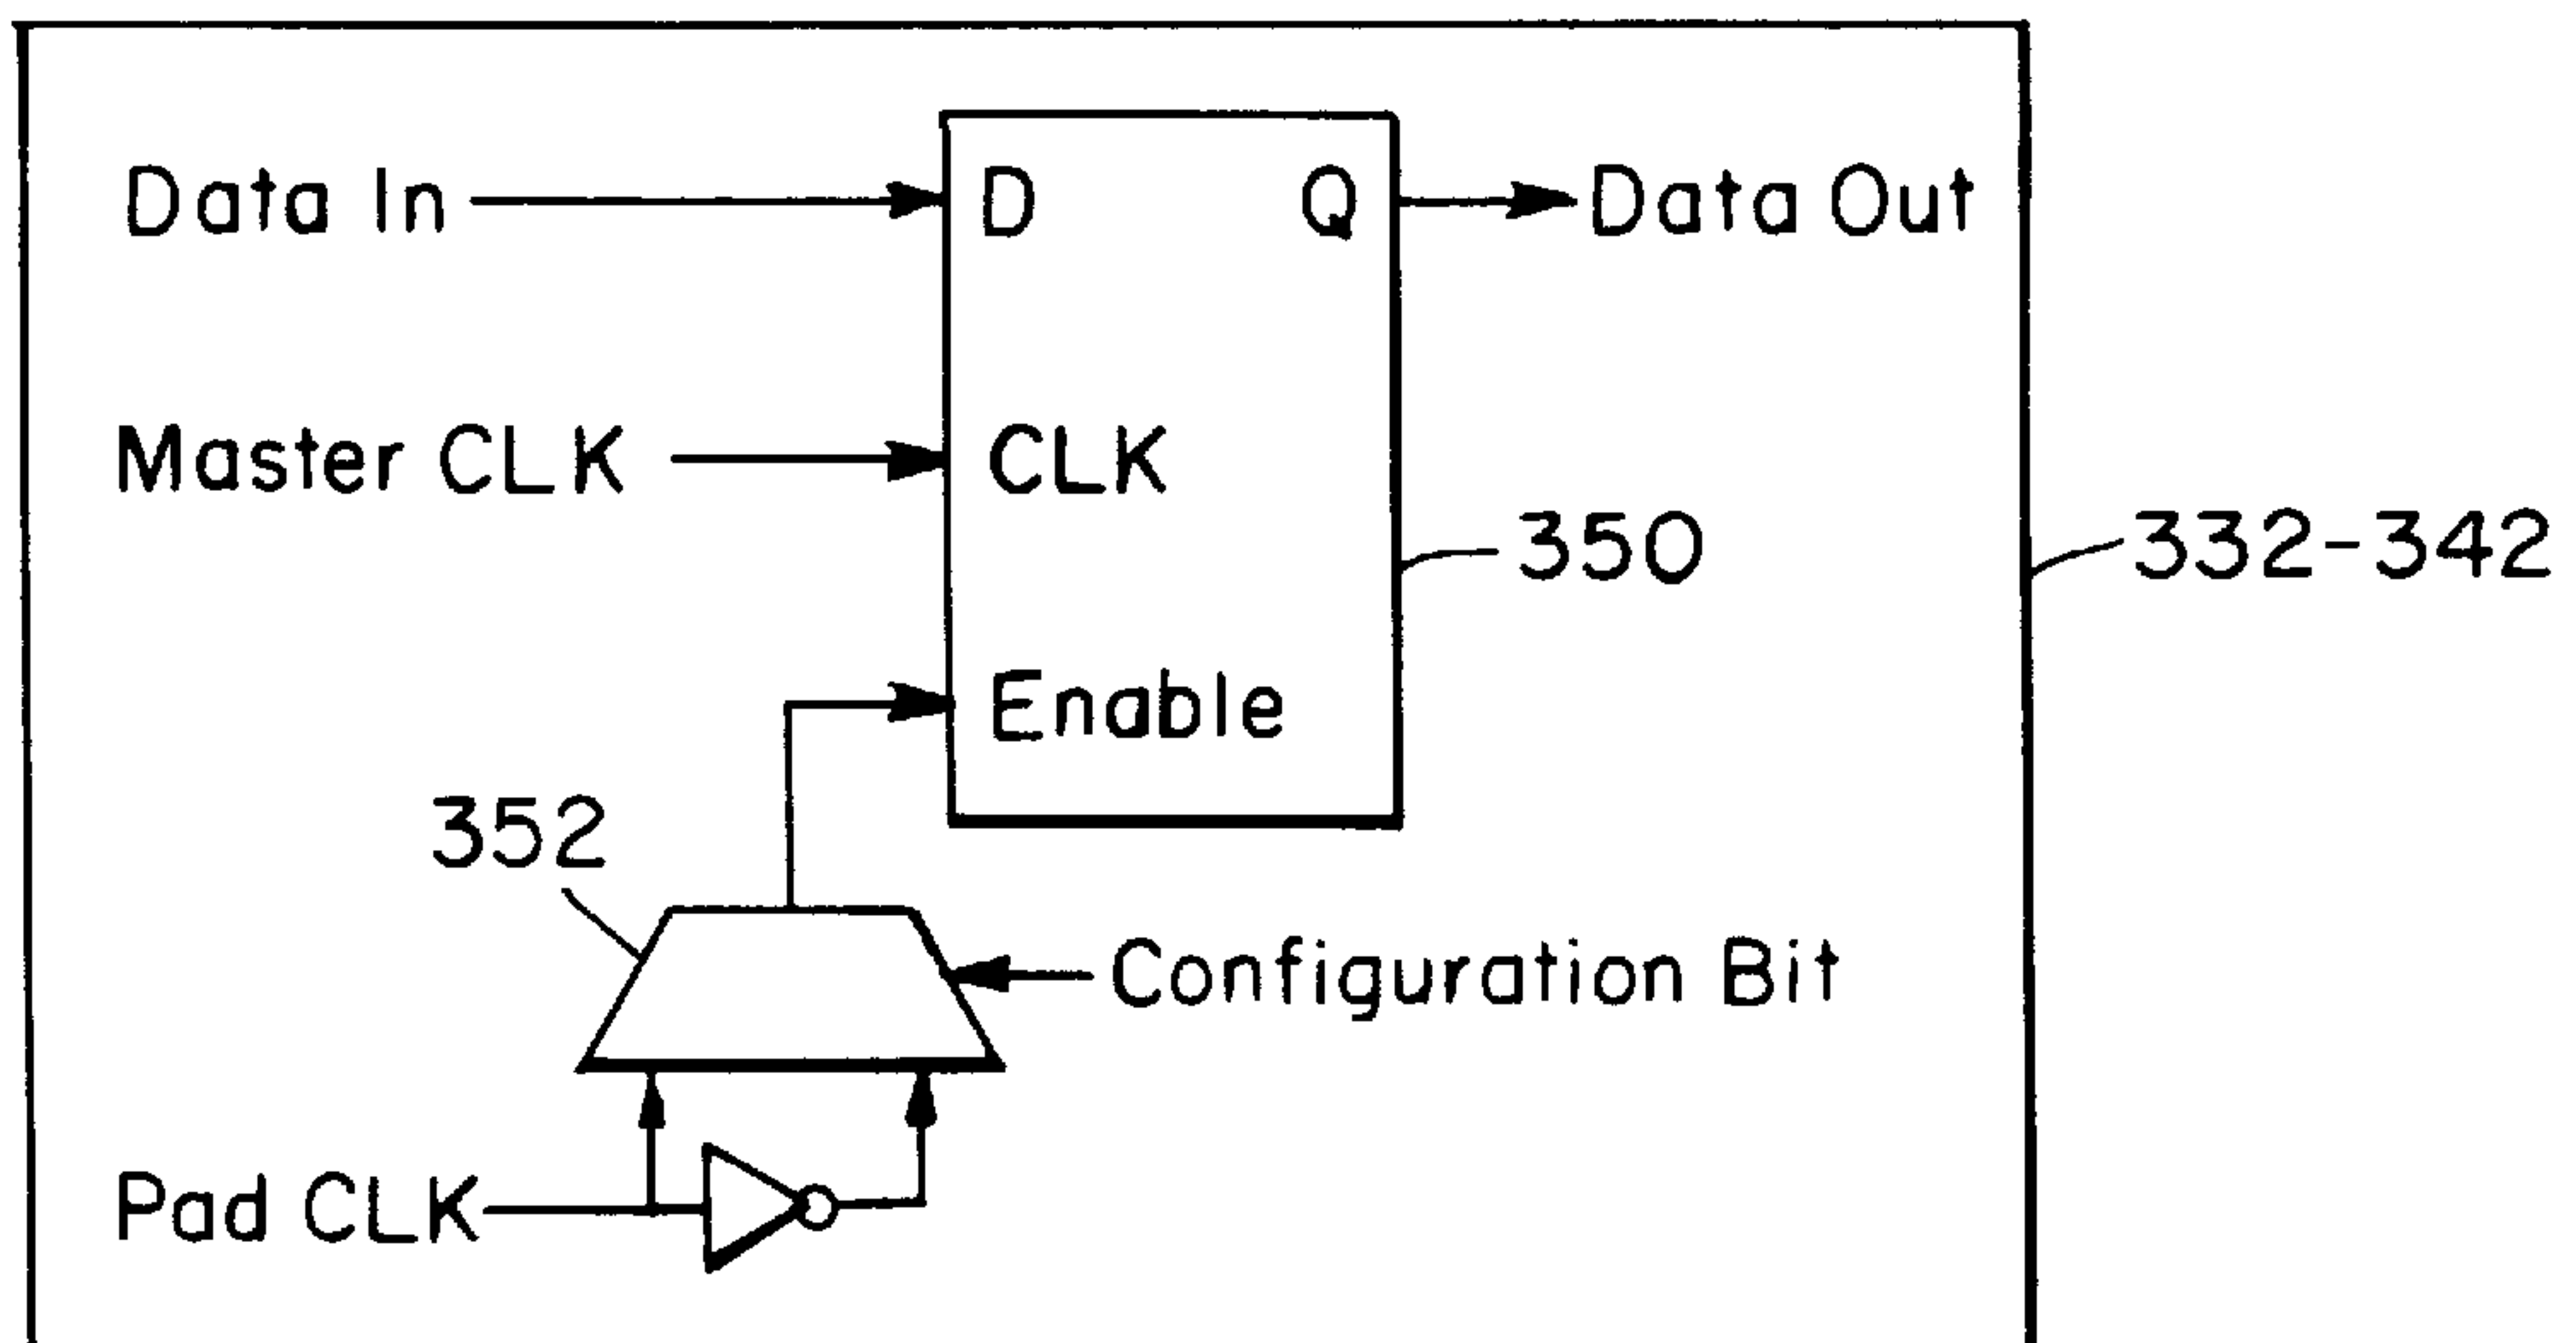 Data In
D
Q
Data Out
Master CLK
CLK
350
332-342
Enable
352
Configuration Bit
Pad CLK